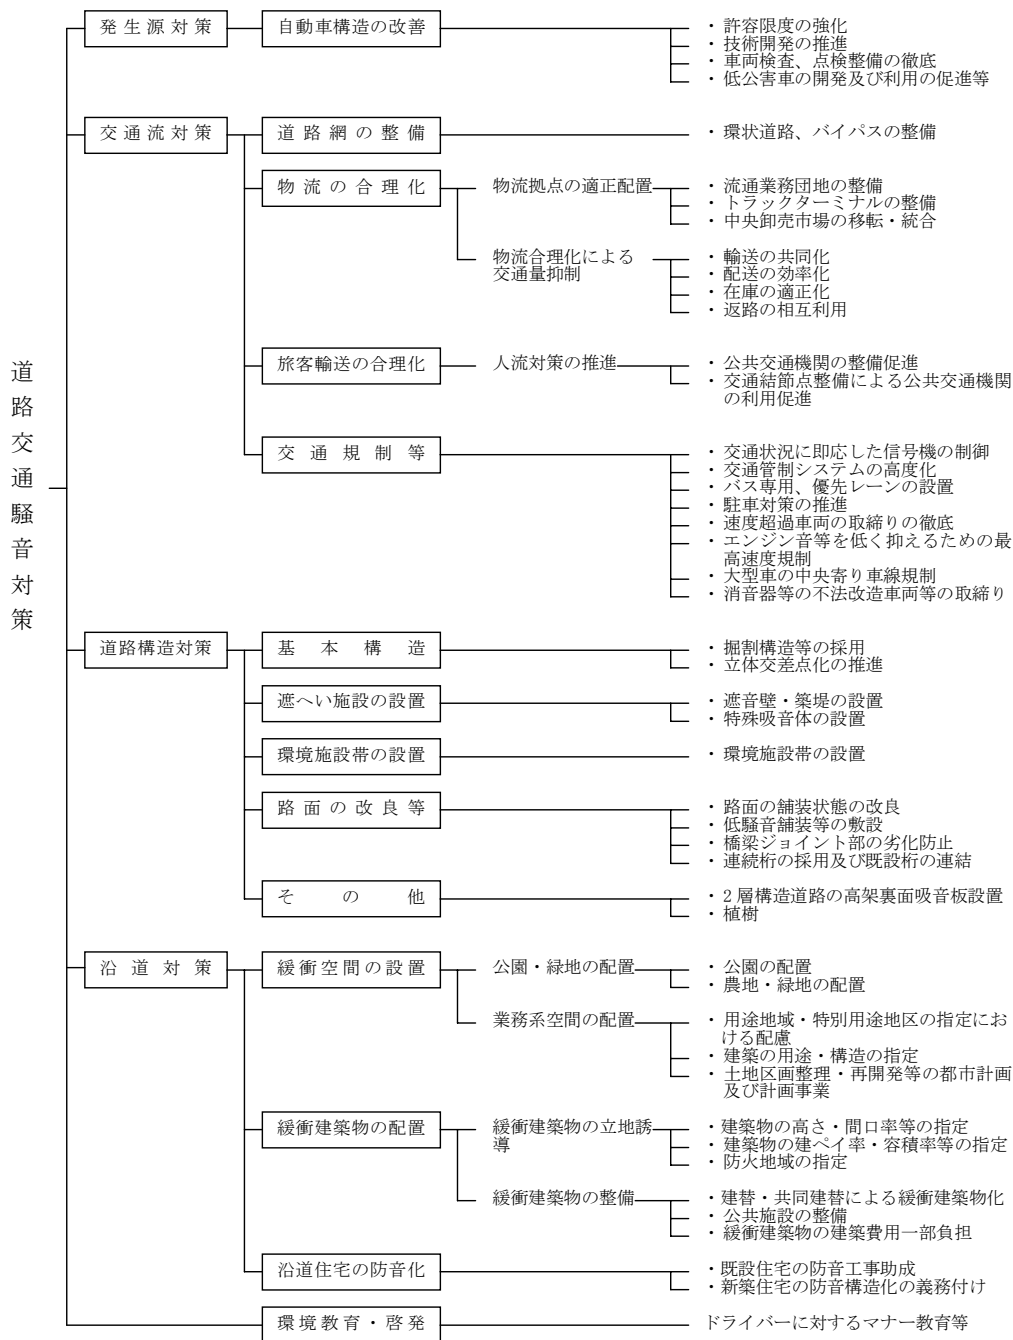 道路交通騒音対策
発生源対策
自動車構造の改善
・許容限度の強化
・技術開発の推進
・車両検査、点検整備の徹底
・低公害車の開発及び利用の促進等
交通流対策
道路網の整備
・環状道路、バイパスの整備
物流の合理化
物流拠点の適正配置
・流通業務団地の整備
・トラックターミナルの整備
・中央卸売市場の移転・統合
物流合理化による
交通量抑制
・輸送の共同化
・配送の効率化
・在庫の適正化
・返路の相互利用
旅客輸送の合理化
人流対策の推進
・公共交通機関の整備促進
・交通結節点整備による公共交通機関
の利用促進
交通規制等
・交通状況に即応した信号機の制御
・交通管制システムの高度化
・バス専用、優先レーンの設置
・駐車対策の推進
・速度超過車両の取締りの徹底
・エンジン音等を低く抑えるための最
高速度規制
・大型車の中央寄り車線規制
・消音器等の不法改造車両等の取締り
道路構造対策
基本構造
・掘割構造等の採用
・立体交差点化の推進
遮へい施設の設置
・遮音壁・築堤の設置
・特殊吸音体の設置
環境施設帯の設置
・環境施設帯の設置
路面の改良等
・路面の舗装状態の改良
・低騒音舗装等の敷設
・橋梁ジョイント部の劣化防止
・連続桁の採用及び既設桁の連結
その他
・2層構造道路の高架裏面吸音板設置
・植樹
沿道対策
緩衝空間の設置
公園・緑地の配置
・公園の配置
・農地・緑地の配置
業務系空間の配置
・用途地域・特別用途地区の指定にお
ける配慮
・建築の用途・構造の指定
・土地区画整理・再開発等の都市計画
及び計画事業
緩衝建築物の配置
緩衝建築物の立地誘
導
・建築物の高さ・間口率等の指定
・建築物の建ペイ率・容積率等の指定
・防火地域の指定
緩衝建築物の整備
・建替・共同建替による緩衝建築物化
・公共施設の整備
・緩衝建築物の建築費用一部負担
沿道住宅の防音化
・既設住宅の防音工事助成
・新築住宅の防音構造化の義務付け
環境教育・啓発
ドライバーに対するマナー教育等